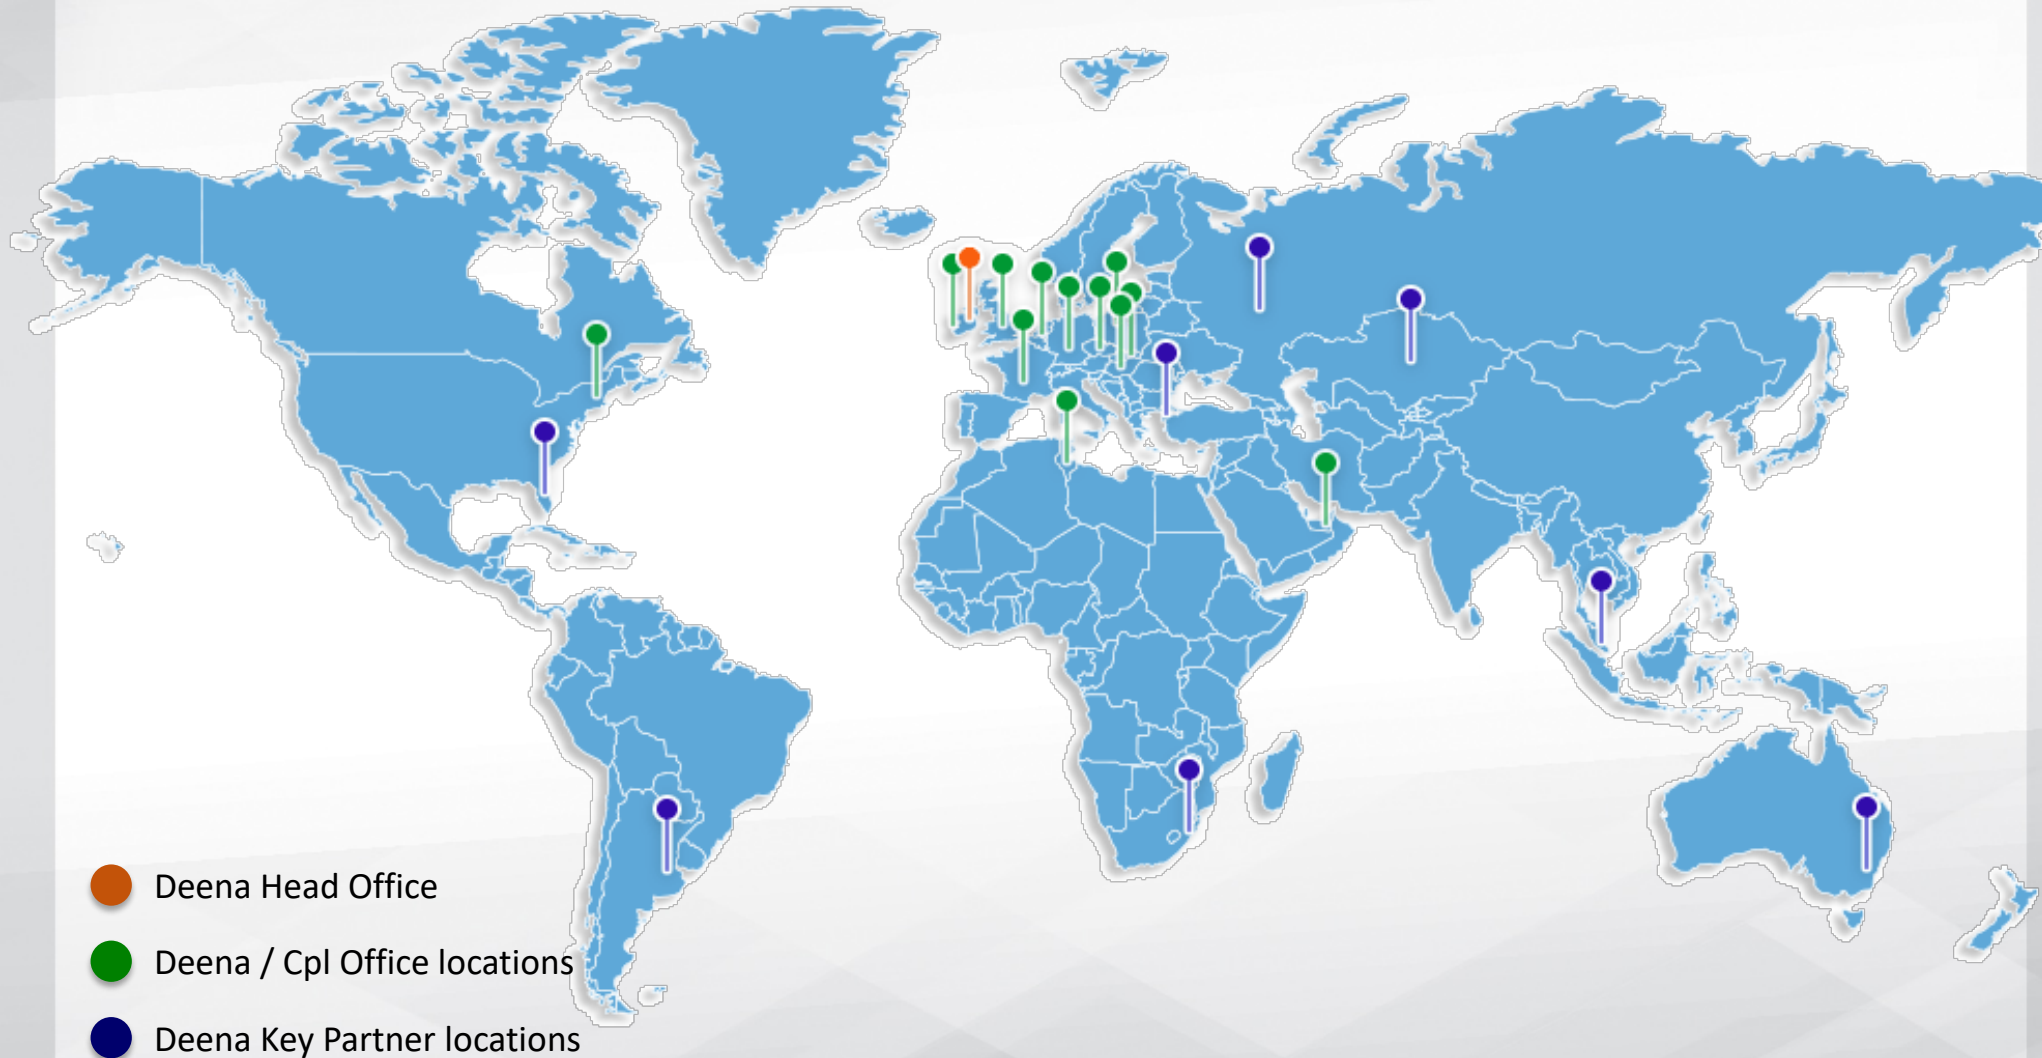 Deena Head Office
Deena / Cpl Office locations
Deena Key Partner locations